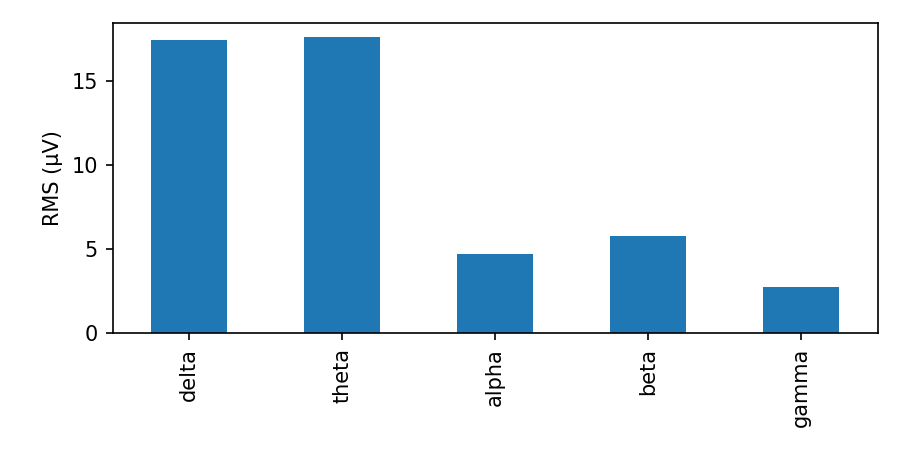 RMS (µV)
15
10
5
0
delta
theta
alpha
beta
gamma